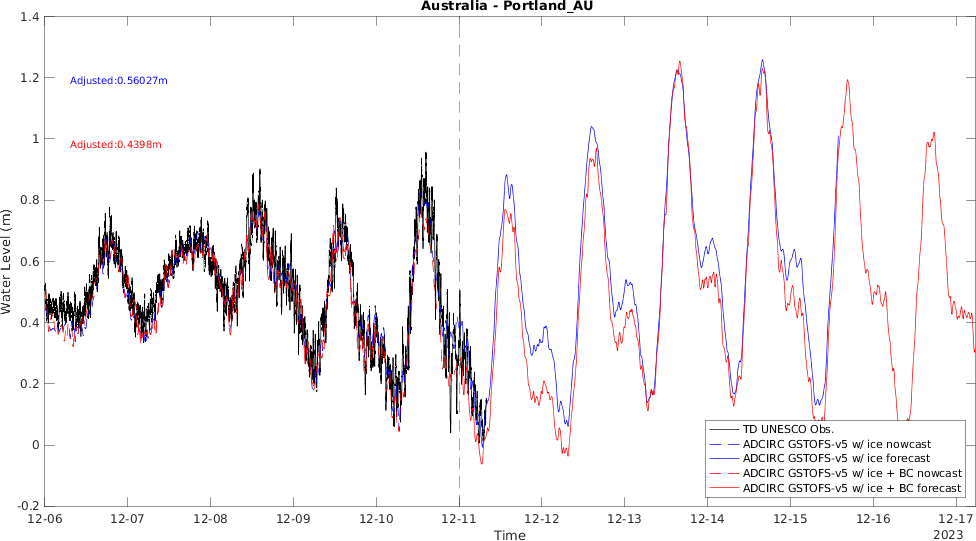 Australia - Portland_AU
1.4
1.2
1
0.8
0.6
0.4
0.2
0
-0.2
Water Level (m)
Adjusted:0.56027m
Adjusted:0.4398m
TD UNESCO Obs.
ADCIRC GSTOFS-v5 w/ ice nowcast
ADCIRC GSTOFS-v5 w/ ice forecast
ADCIRC GSTOFS-v5 w/ ice + BC nowcast
ADCIRC GSTOFS-v5 w/ ice + BC forecast
12-06 12-07 12-08 12-09 12-10 12-11 12-12 12-13 12-14 12-15 12-16 12-17
Time
2023